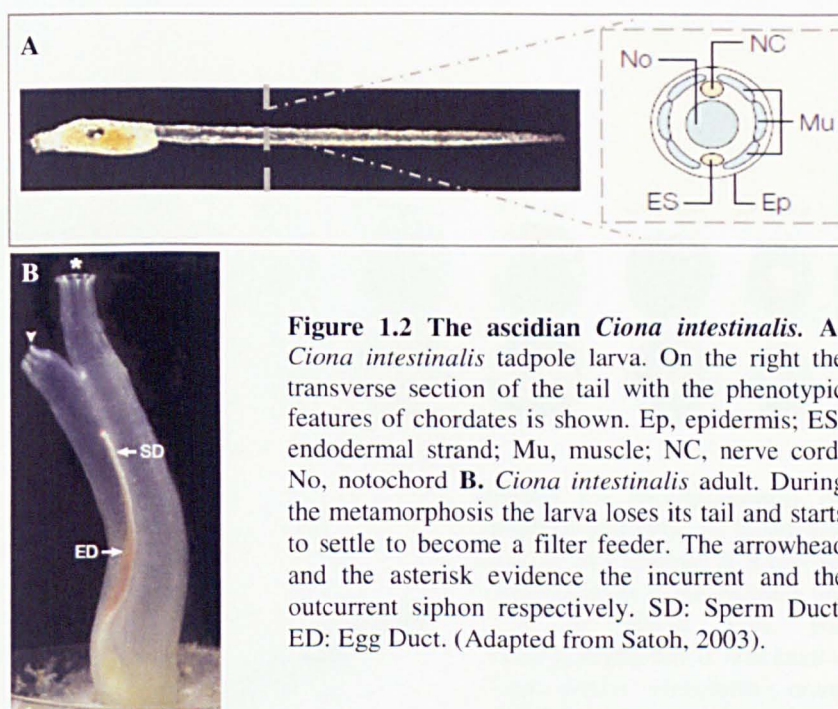 A
No
NC
Mu
ES
Ep
B
*
SD
ED
Figure 1.2 The ascidian Ciona intestinalis. A
Ciona intestinalis tadpole larva. On the right the
transverse section of the tail with the phenotypic
features of chordates is shown. Ep, epidermis; ES
endodermal strand; Mu, muscle; NC, nerve cord
No, notochord B. Ciona intestinalis adult. During
the metamorphosis the larva loses its tail and starts
to settle to become a filter feeder. The arrowhead
and the asterisk evidence the incurrent and the
outcurrent siphon respectively. SD: Sperm Duct
ED: Egg Duct. (Adapted from Satoh, 2003).